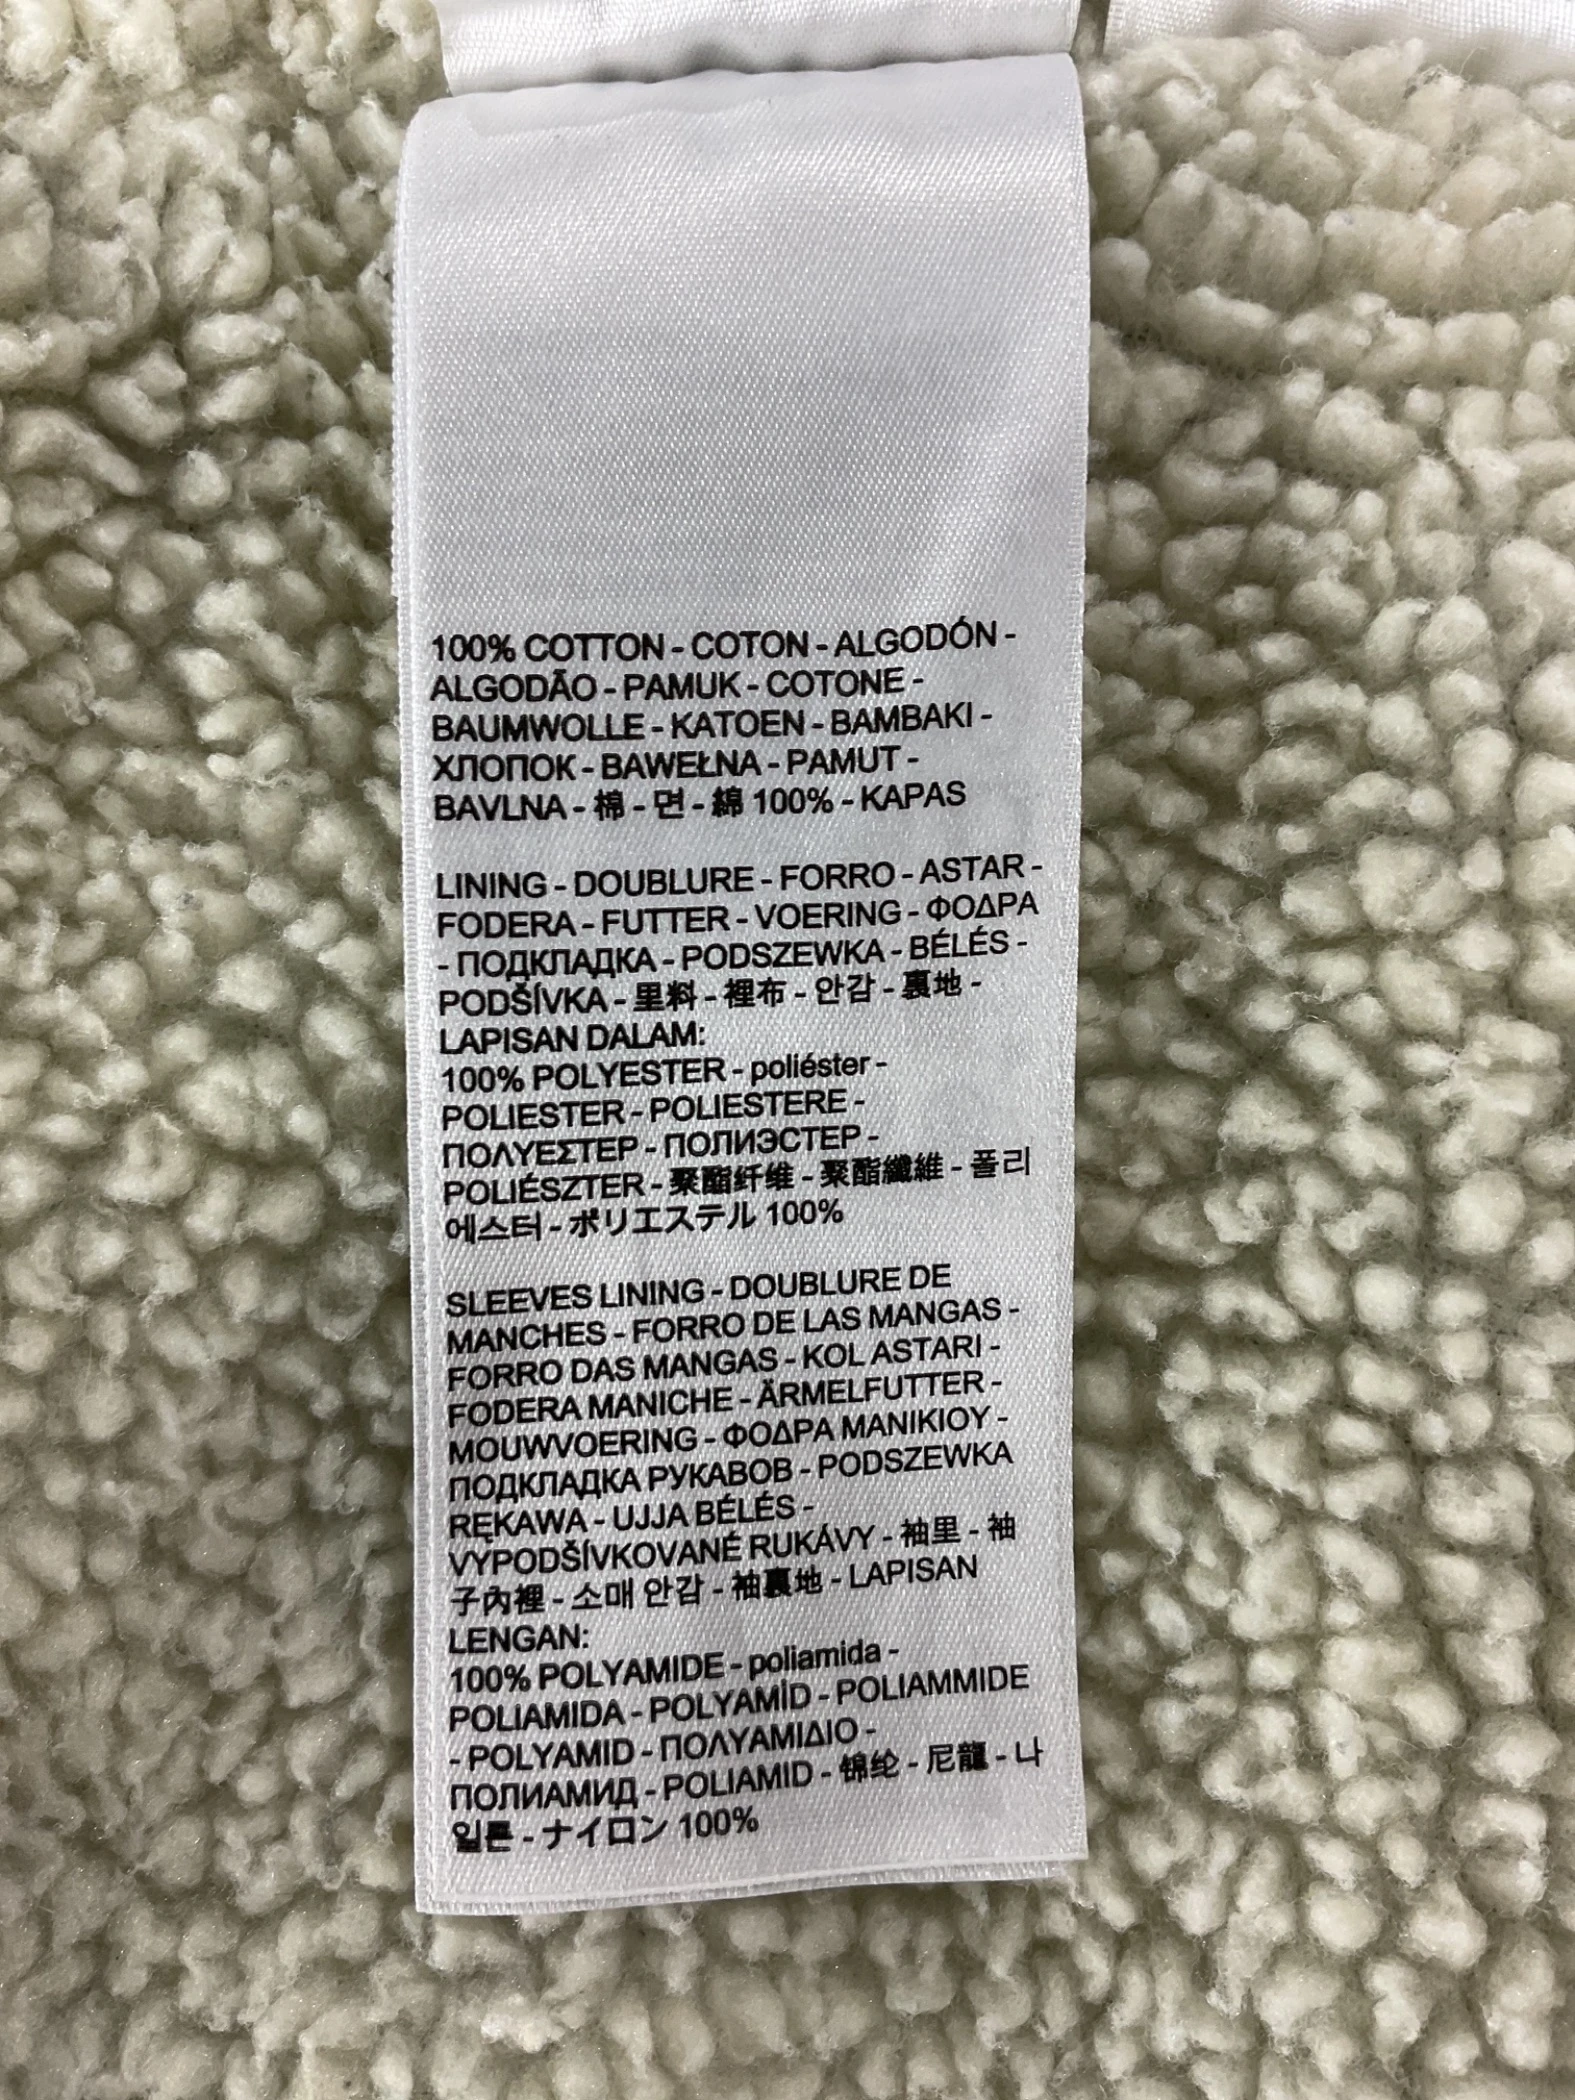 100% COTTON - COTON - ALGODÓN -
ALGODÃO - PAMUK - COTONE -
BAUMWOLLE - KATOEN - BAMBAKI -
ХЛОПОК - BAWEŁNA - PAMUT -
BAVLNA - 棉 - 면 - 綿 100% - KAPAS
LINING - DOUBLURE - FORRO - ASTAR -
FODERA - FUTTER - VOERING - ΦΟΔΡΑ
- ПОДКЛАДКА - PODSZEWKA - BÉLÉS -
PODŠÍVKA - 里料 - 裡布 - 안감 - 裏地 -
LAPISAN DALAM:
100% POLYESTER - poliéster -
POLIESTER - POLIESTERE -
ΠΟΛΥΕΣΤΕΡ - ПОЛИЭСТЕР -
POLIÉSZTER - 聚酯纤维 - 聚酯纖維 - 폴리
에스터 - ポリエステル 100%
SLEEVES LINING - DOUBLURE DE
MANCHES - FORRO DE LAS MANGAS -
FORRO DAS MANGAS - KOL ASTARI -
FODERA MANICHE - ÄRMELFUTTER -
MOUWVOERING - ΦΟΔΡΑ ΜΑΝΙΚΙΟΥ -
ПОДКЛАДКА РУКАВОВ - PODSZEWKA
RĘKAWA - UJJA BÉLÉS -
VYPODŠÍVKOVANÉ RUKÁVY - 袖里 - 袖
子內裡 - 소매 안감 - 袖裏地 - LAPISAN
LENGAN:
100% POLYAMIDE - poliamida -
POLIAMIDA - POLYAMİD - POLIAMMIDE
- POLYAMID - ΠΟΛΥΑΜΙΔΙΟ -
ПОЛИАМИД - POLIAMID - 锦纶 - 尼龍 - 나
일론 - ナイロン 100%